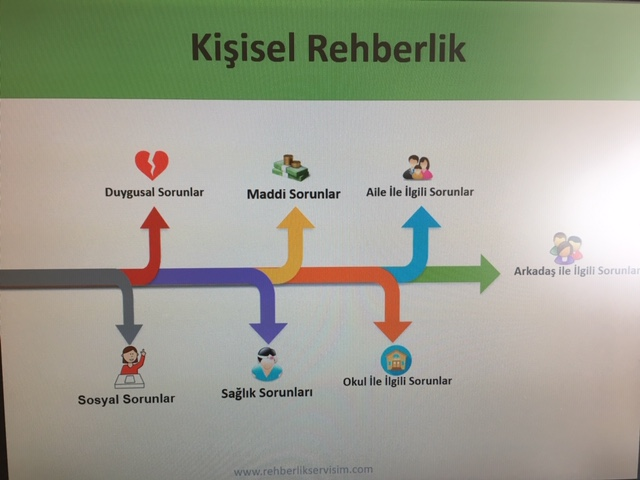 Kişisel Rehberlik
Duygusal Sorunlar
Maddi Sorunlar
Aile İle İlgili Sorunlar
Arkadaş ile İlgili Sorunlar
Sosyal Sorunlar
Sağlık Sorunları
Okul İle İlgili Sorunlar
www.rehberlikservisim.com